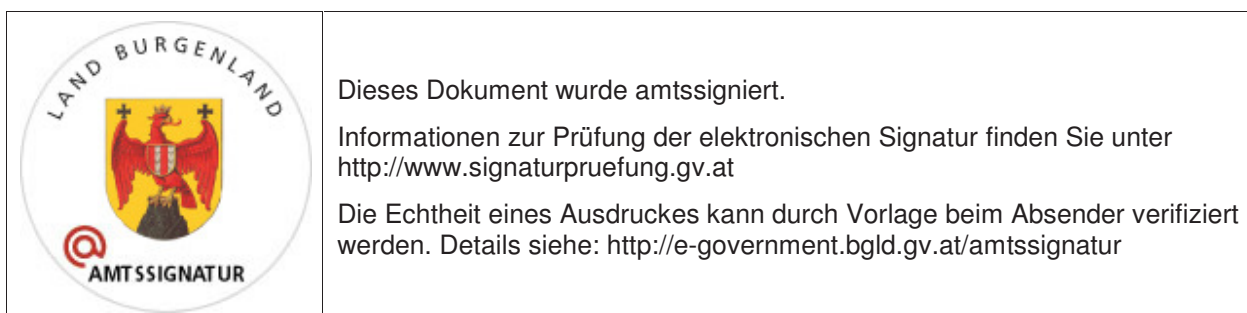 LAND BURGENLAND
@
AMTSSIGNATUR
Dieses Dokument wurde amtssigniert.
Informationen zur Prüfung der elektronischen Signatur finden Sie unter
http://www.signaturpruefung.gv.at
Die Echtheit eines Ausdruckes kann durch Vorlage beim Absender verifiziert
werden. Details siehe: http://e-government.bgld.gv.at/amtssignatur